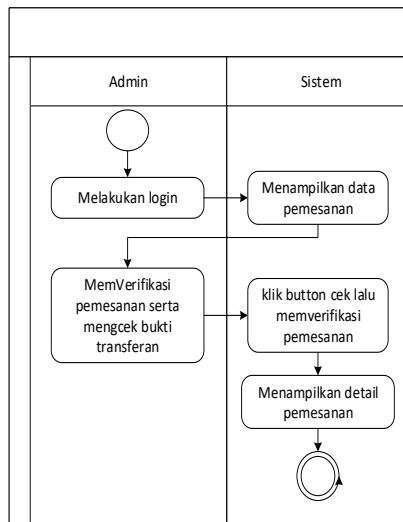 Admin
Sistem
Melakukan login
Menampilkan data
pemesanan
MemVerifikasi
pemesanan serta
mengcek bukti
transferan
klik button cek lalu
memverifikasi
pemesanan
Menampilkan detail
pemesanan